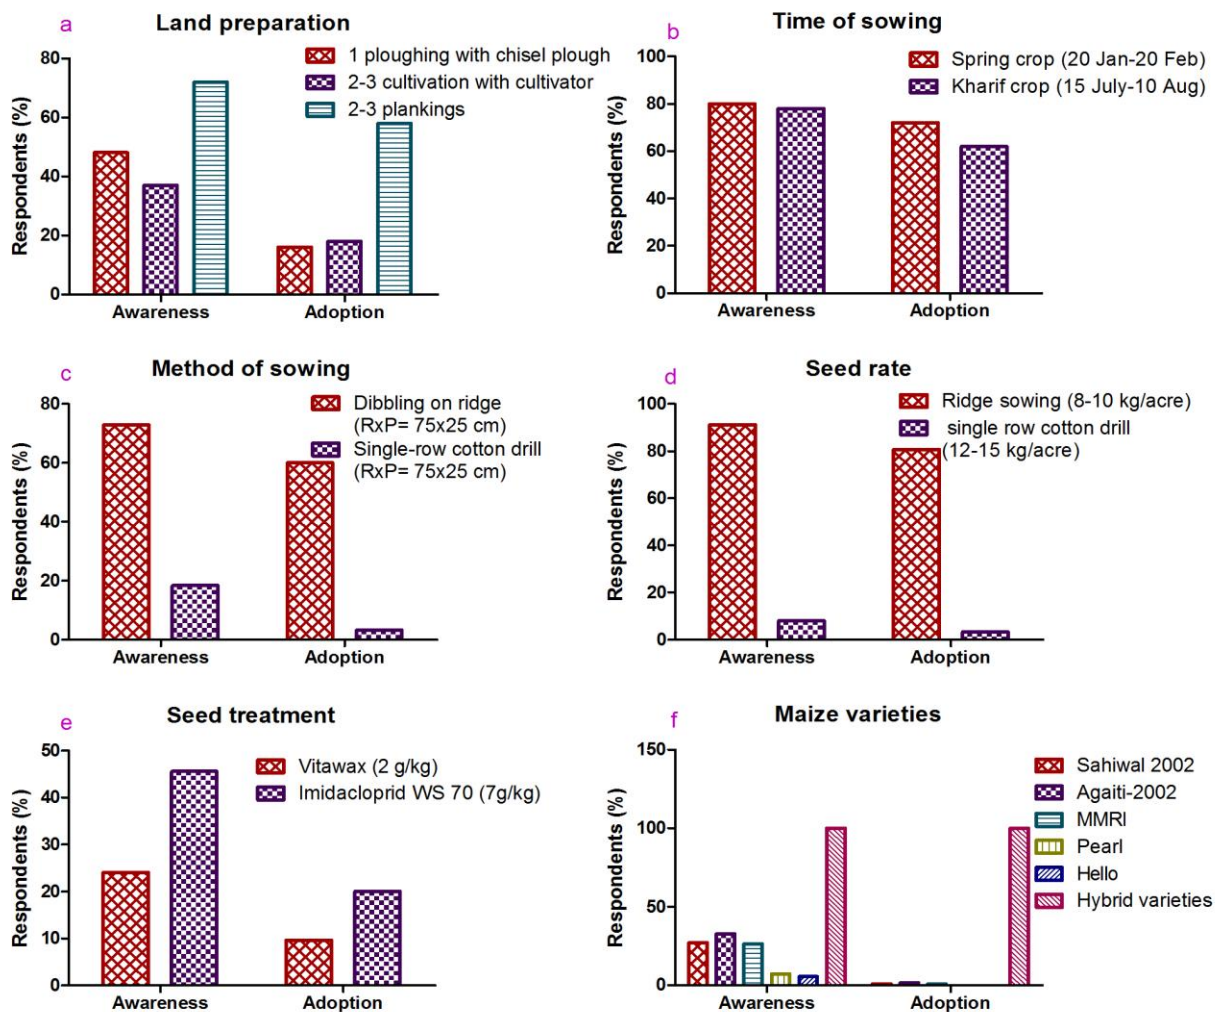 a
Land preparation
1 ploughing with chisel plough
2-3 cultivation with cultivator
2-3 plankings
Respondents (%)
80
60
40
20
0
Awareness
Adoption
b
Time of sowing
Spring crop (20 Jan-20 Feb)
Kharif crop (15 July-10 Aug)
Respondents (%)
100
80
60
40
20
0
Awareness
Adoption
c
Method of sowing
Dibbling on ridge
(RxP= 75x25 cm)
Single-row cotton drill
(RxP= 75x25 cm)
Respondents (%)
80
60
40
20
0
Awareness
Adoption
d
Seed rate
Ridge sowing (8-10 kg/acre)
single row cotton drill
(12-15 kg/acre)
Respondents (%)
100
80
60
40
20
0
Awareness
Adoption
e
Seed treatment
Vitawax (2 g/kg)
Imidacloprid WS 70 (7g/kg)
Respondents (%)
50
40
30
20
10
0
Awareness
Adoption
f
Maize varieties
Sahiwal 2002
Agaiti-2002
MMRI
Pearl
Hello
Hybrid varieties
Respondents (%)
150
100
50
0
Awareness
Adoption